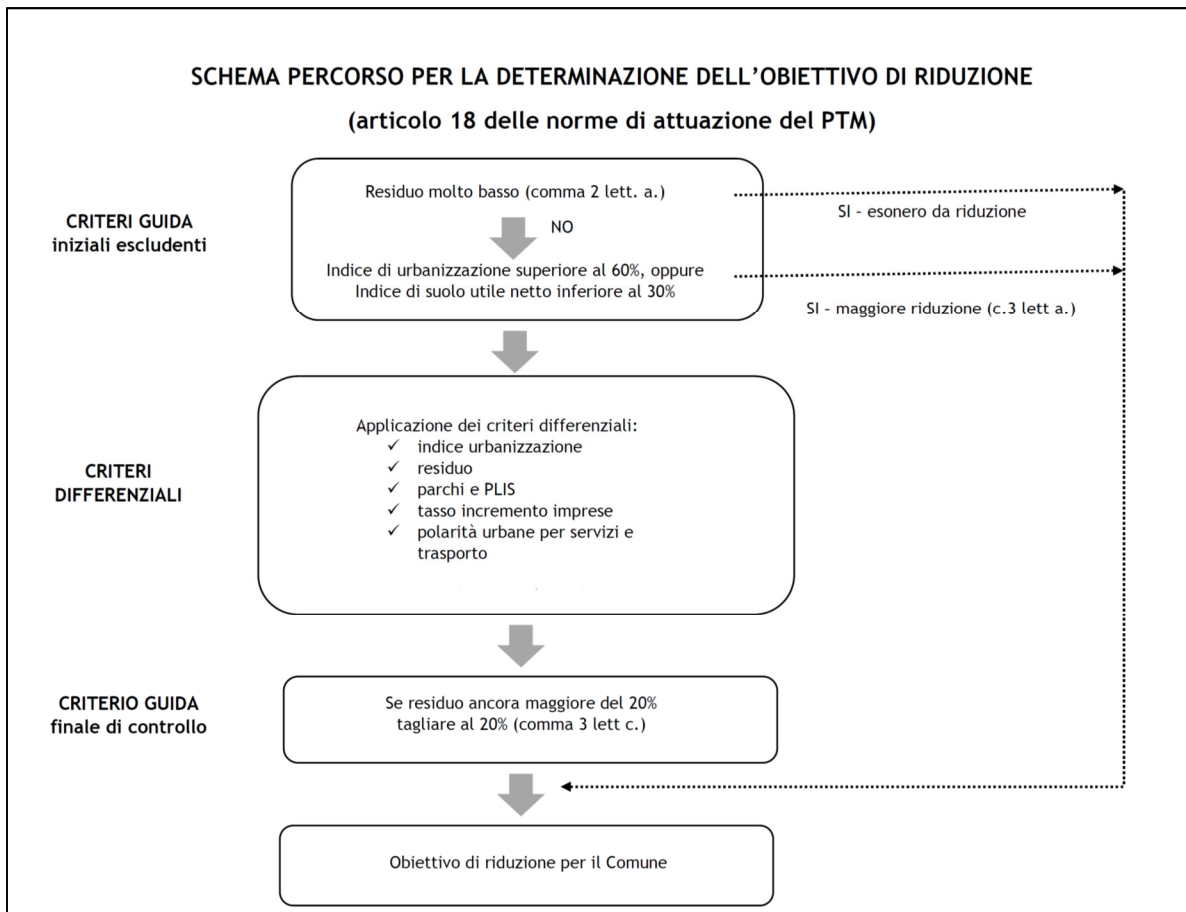 SCHEMA PERCORSO PER LA DETERMINAZIONE DELL’OBIETTIVO DI RIDUZIONE
(articolo 18 delle norme di attuazione del PTM)
CRITERI GUIDA
iniziali escludenti
Residuo molto basso (comma 2 lett. a.)
NO
Indice di urbanizzazione superiore al 60%, oppure
Indice di suolo utile netto inferiore al 30%
SI - esonero da riduzione
SI - maggiore riduzione (c.3 lett a.)
CRITERI
DIFFERENZIALI
Applicazione dei criteri differenziali:
✓ indice urbanizzazione
✓ residuo
✓ parchi e PLIS
✓ tasso incremento imprese
✓ polarità urbane per servizi e
trasporto
CRITERIO GUIDA
finale di controllo
Se residuo ancora maggiore del 20%
tagliare al 20% (comma 3 lett c.)
Obiettivo di riduzione per il Comune